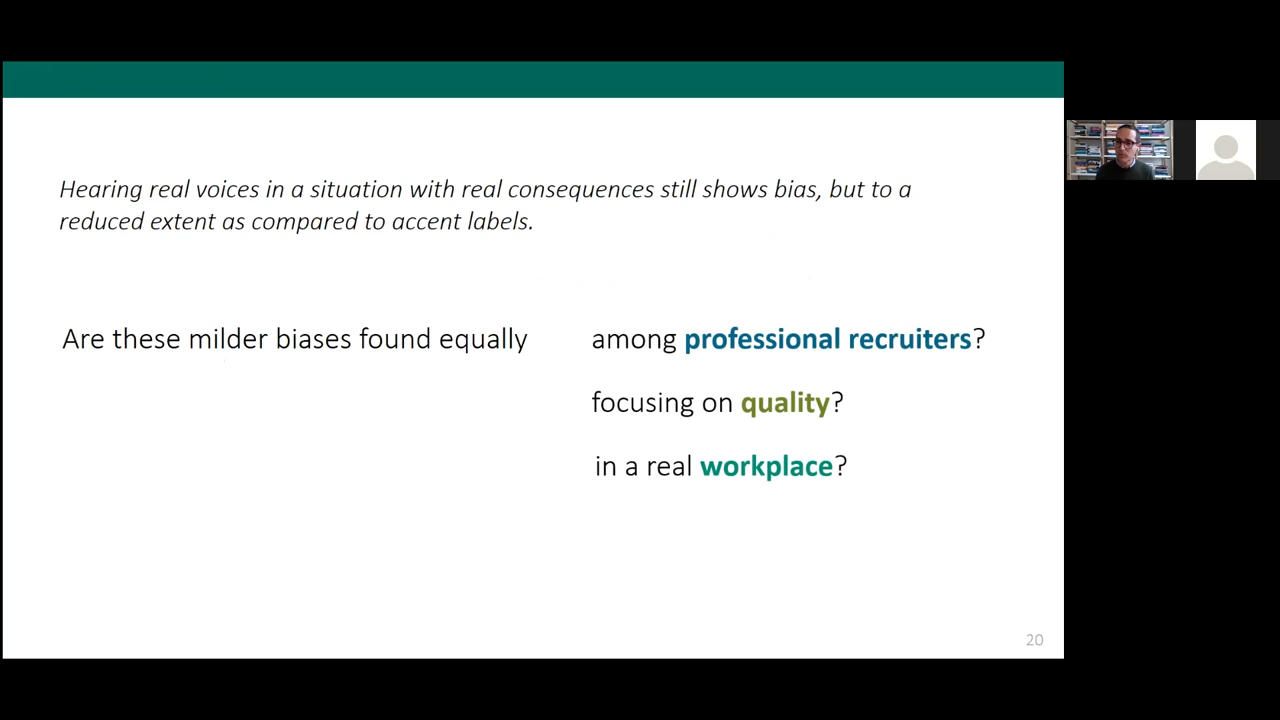 Hearing real voices in a situation with real consequences still shows bias, but to a
reduced extent as compared to accent labels.
Are these milder biases found equally
among professional recruiters?
focusing on quality?
in a real workplace?
20